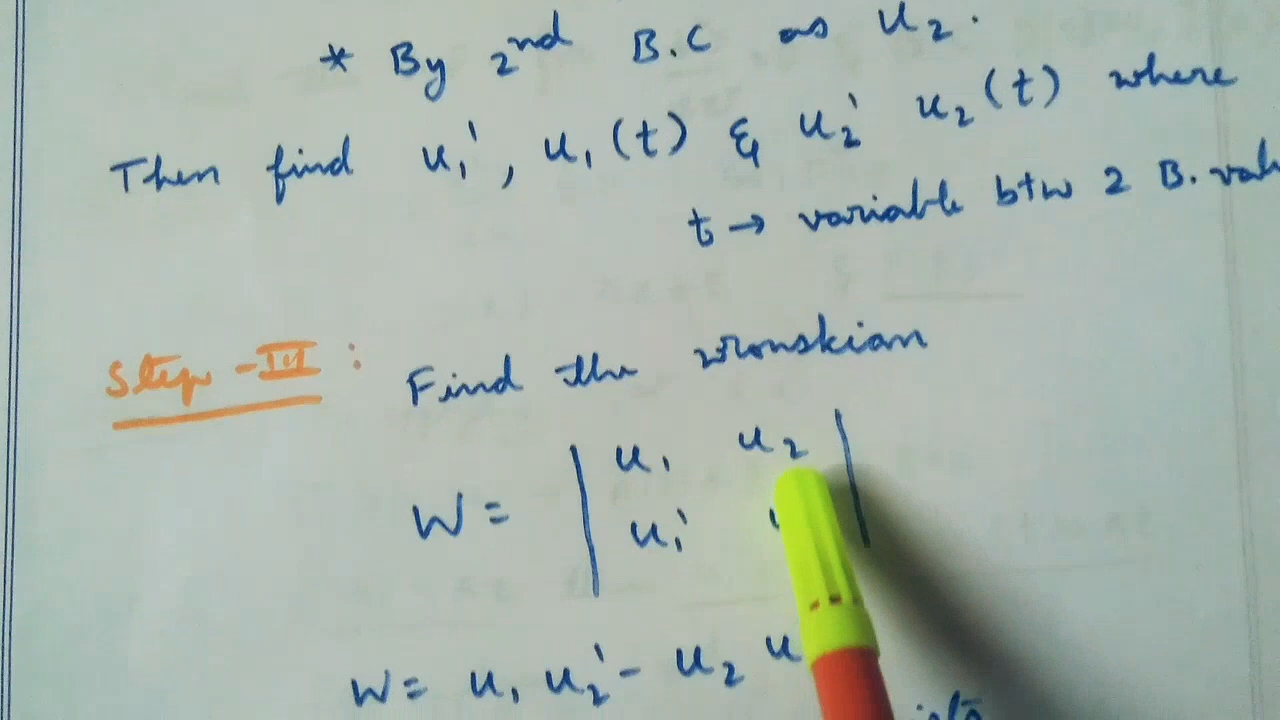 * By 2nd B.C as u₂.
Then find u₁', u₁(t) & u₂' u₂(t) where
t → variable btw 2 B.
Step-III : Find the wronskian
W = | u₁ u₂ |
| u₁' |
W = u₁ u₂' - u₂ u